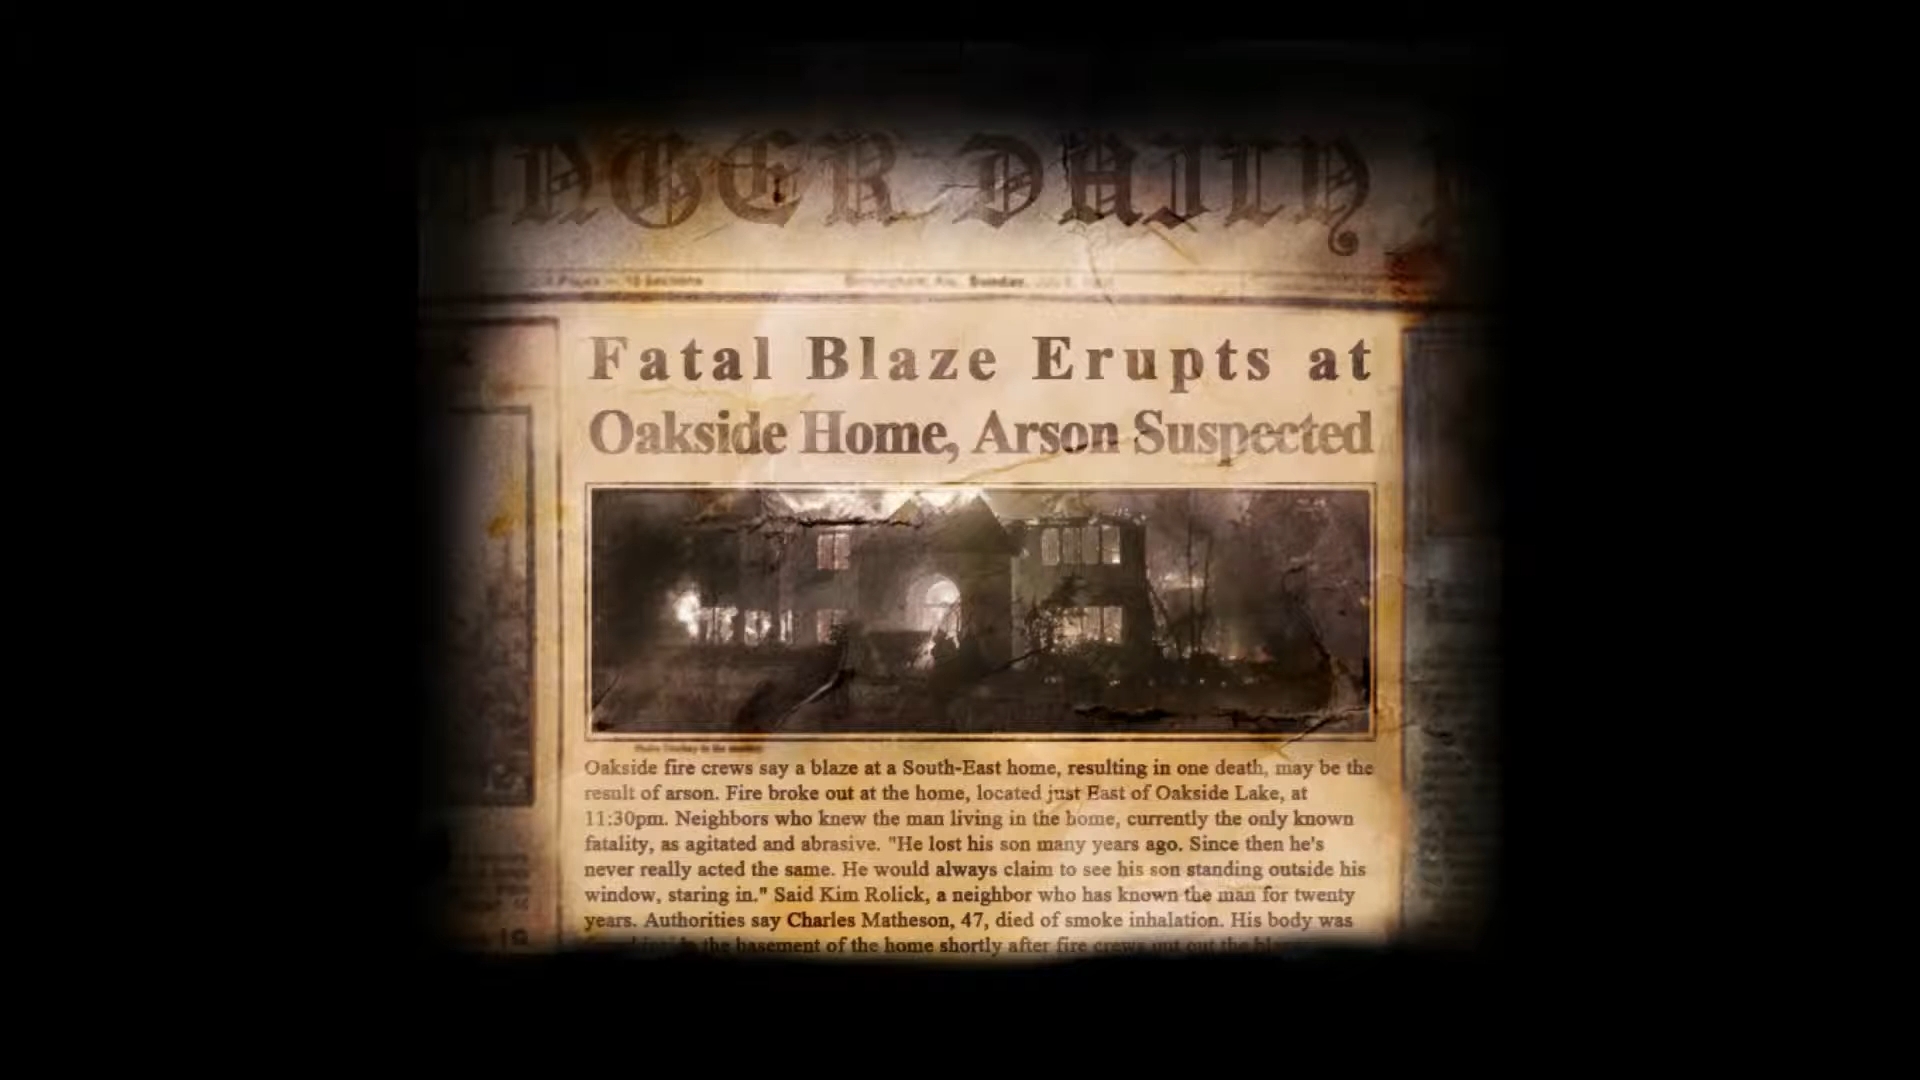 NGER DAILY
Fatal Blaze Erupts at
Oakside Home, Arson Suspected
Oakside fire crews say a blaze at a South-East home, resulting in one death, may be the
result of arson. Fire broke out at the home, located just East of Oakside Lake, at
11:30pm. Neighbors who knew the man living in the home, currently the only known
fatality, as agitated and abrasive. "He lost his son many years ago. Since then he's
never really acted the same. He would always claim to see his son standing outside his
window, staring in." Said Kim Rolick, a neighbor who has known the man for twenty
years. Authorities say Charles Matheson, 47, died of smoke inhalation. His body was
the basement of the home shortly after fire crews put out the